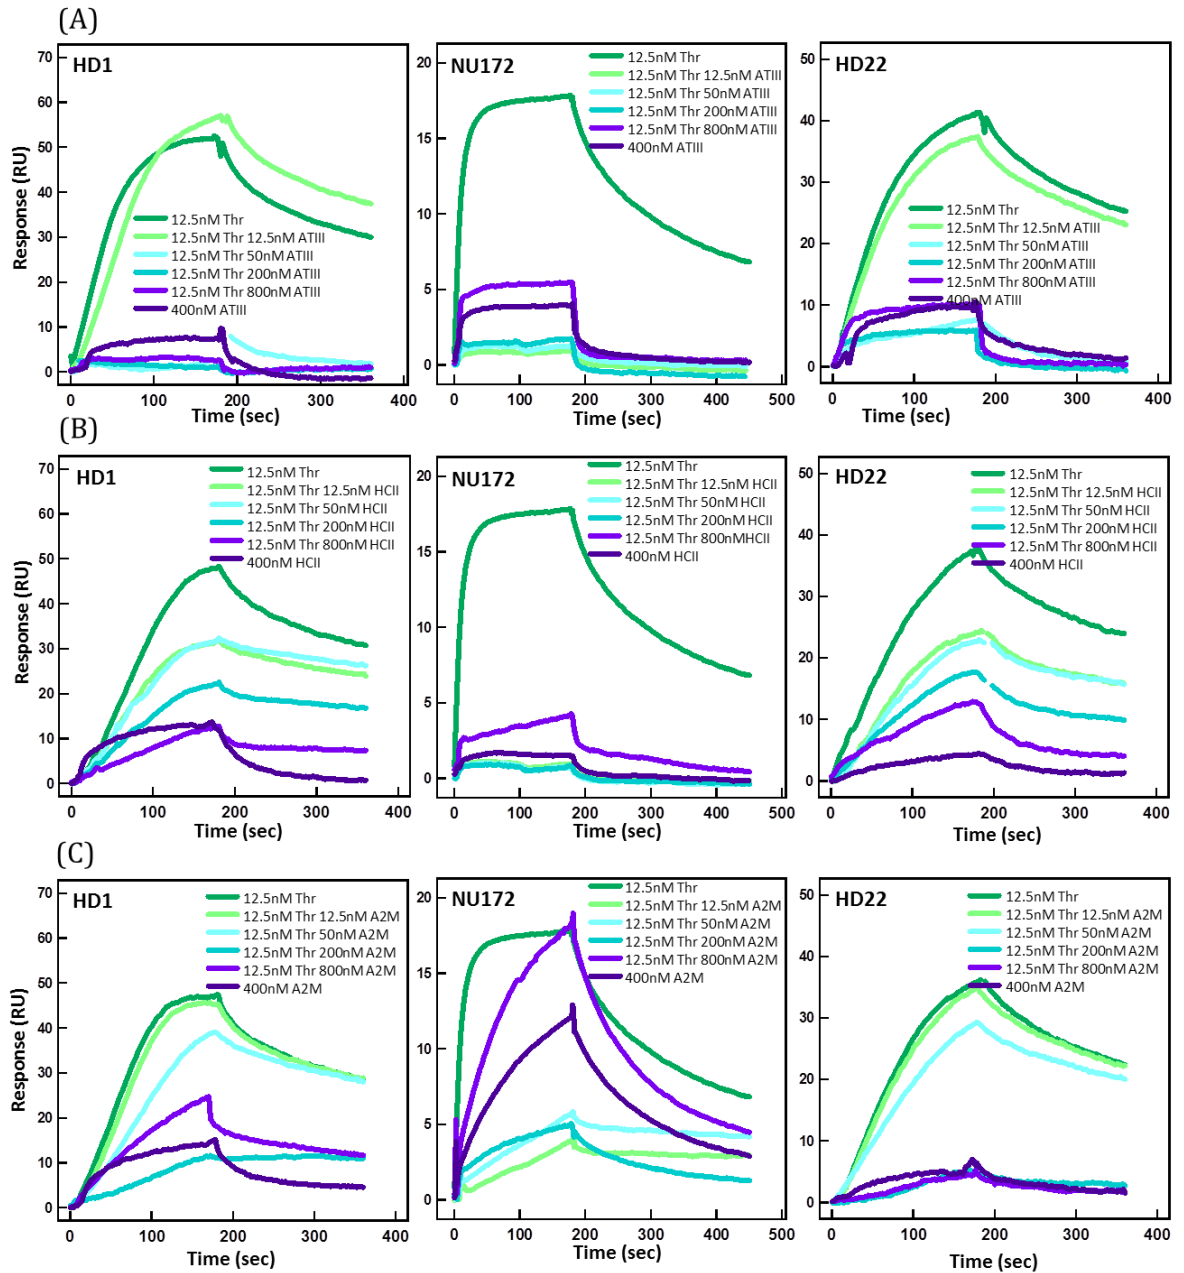 (A)
HD1
70
60
50
40
30
20
10
0
Response (RU)
12.5nM Thr
12.5nM Thr 12.5nM ATIII
12.5nM Thr 50nM ATIII
12.5nM Thr 200nM ATIII
12.5nM Thr 800nM ATIII
400nM ATIII
0 100 200 300 400
Time (sec)
NU172
20
15
10
5
0
12.5nM Thr
12.5nM Thr 12.5nM ATIII
12.5nM Thr 50nM ATIII
12.5nM Thr 200nM ATIII
12.5nM Thr 800nM ATIII
400nM ATIII
0 100 200 300 400 500
Time (sec)
HD22
50
40
30
20
10
0
12.5nM Thr
12.5nM Thr 12.5nM ATIII
12.5nM Thr 50nM ATIII
12.5nM Thr 200nM ATIII
12.5nM Thr 800nM ATIII
400nM ATIII
0 100 200 300 400
Time (sec)
(B)
HD1
70
60
50
40
30
20
10
0
Response (RU)
12.5nM Thr
12.5nM Thr 12.5nM HCII
12.5nM Thr 50nM HCII
12.5nM Thr 200nM HCII
12.5nM Thr 800nM HCII
400nM HCII
0 100 200 300 400
Time (sec)
NU172
20
15
10
5
0
12.5nM Thr
12.5nM Thr 12.5nM HCII
12.5nM Thr 50nM HCII
12.5nM Thr 200nM HCII
12.5nM Thr 800nMHCII
400nM HCII
0 100 200 300 400 500
Time (sec)
HD22
50
40
30
20
10
0
12.5nM Thr
12.5nM Thr 12.5nM HCII
12.5nM Thr 50nM HCII
12.5nM Thr 200nM HCII
12.5nM Thr 800nM HCII
400nM HCII
0 100 200 300 400
Time (sec)
(C)
HD1
70
60
50
40
30
20
10
0
Response (RU)
12.5nM Thr
12.5nM Thr 12.5nM A2M
12.5nM Thr 50nM A2M
12.5nM Thr 200nM A2M
12.5nM Thr 800nM A2M
400nM A2M
0 100 200 300 400
Time (sec)
NU172
20
15
10
5
0
12.5nM Thr
12.5nM Thr 12.5nM A2M
12.5nM Thr 50nM A2M
12.5nM Thr 200nM A2M
12.5nM Thr 800nM A2M
400nM A2M
0 100 200 300 400 500
Time (sec)
HD22
50
40
30
20
10
0
12.5nM Thr
12.5nM Thr 12.5nM A2M
12.5nM Thr 50nM A2M
12.5nM Thr 200nM A2M
12.5nM Thr 800nM A2M
400nM A2M
0 100 200 300 400
Time (sec)